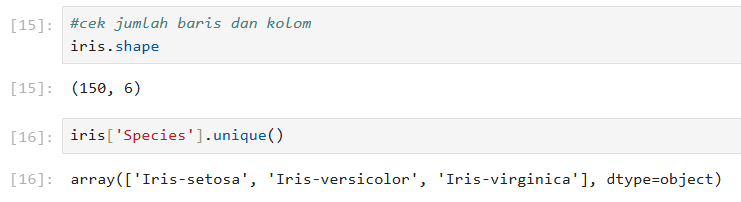 [15]: #cek jumlah baris dan kolom
iris.shape
[15]: (150, 6)
[16]: iris['Species'].unique()
[16]: array(['Iris-setosa', 'Iris-versicolor', 'Iris-virginica'], dtype=object)